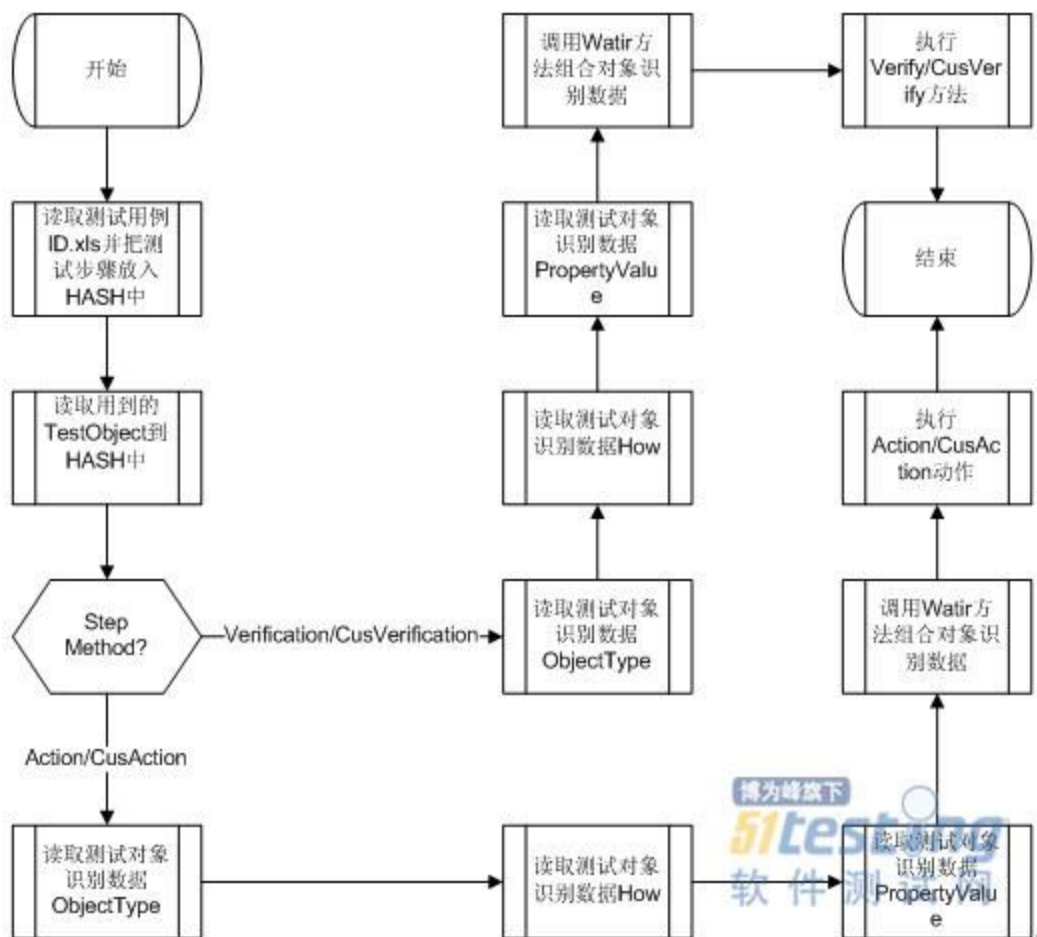 开始
读取测试用例
ID.xls并把测
试步骤放入
HASH中
读取用到的
TestObject到
HASH中
Step
Method?
Verification/CusVerification
Action/CusAction
读取测试对象
识别数据
ObjectType
读取测试对象
识别数据How
读取测试对象
识别数据
PropertyValu
e
调用Watir方
法组合对象识
别数据
执行
Action/CusAc
tion动作
读取测试对象
识别数据
ObjectType
读取测试对象
识别数据How
读取测试对象
识别数据
PropertyValu
e
调用Watir方
法组合对象识
别数据
执行
Verify/CusVer
ify方法
结束
博为峰旗下
51testing
软件测试网